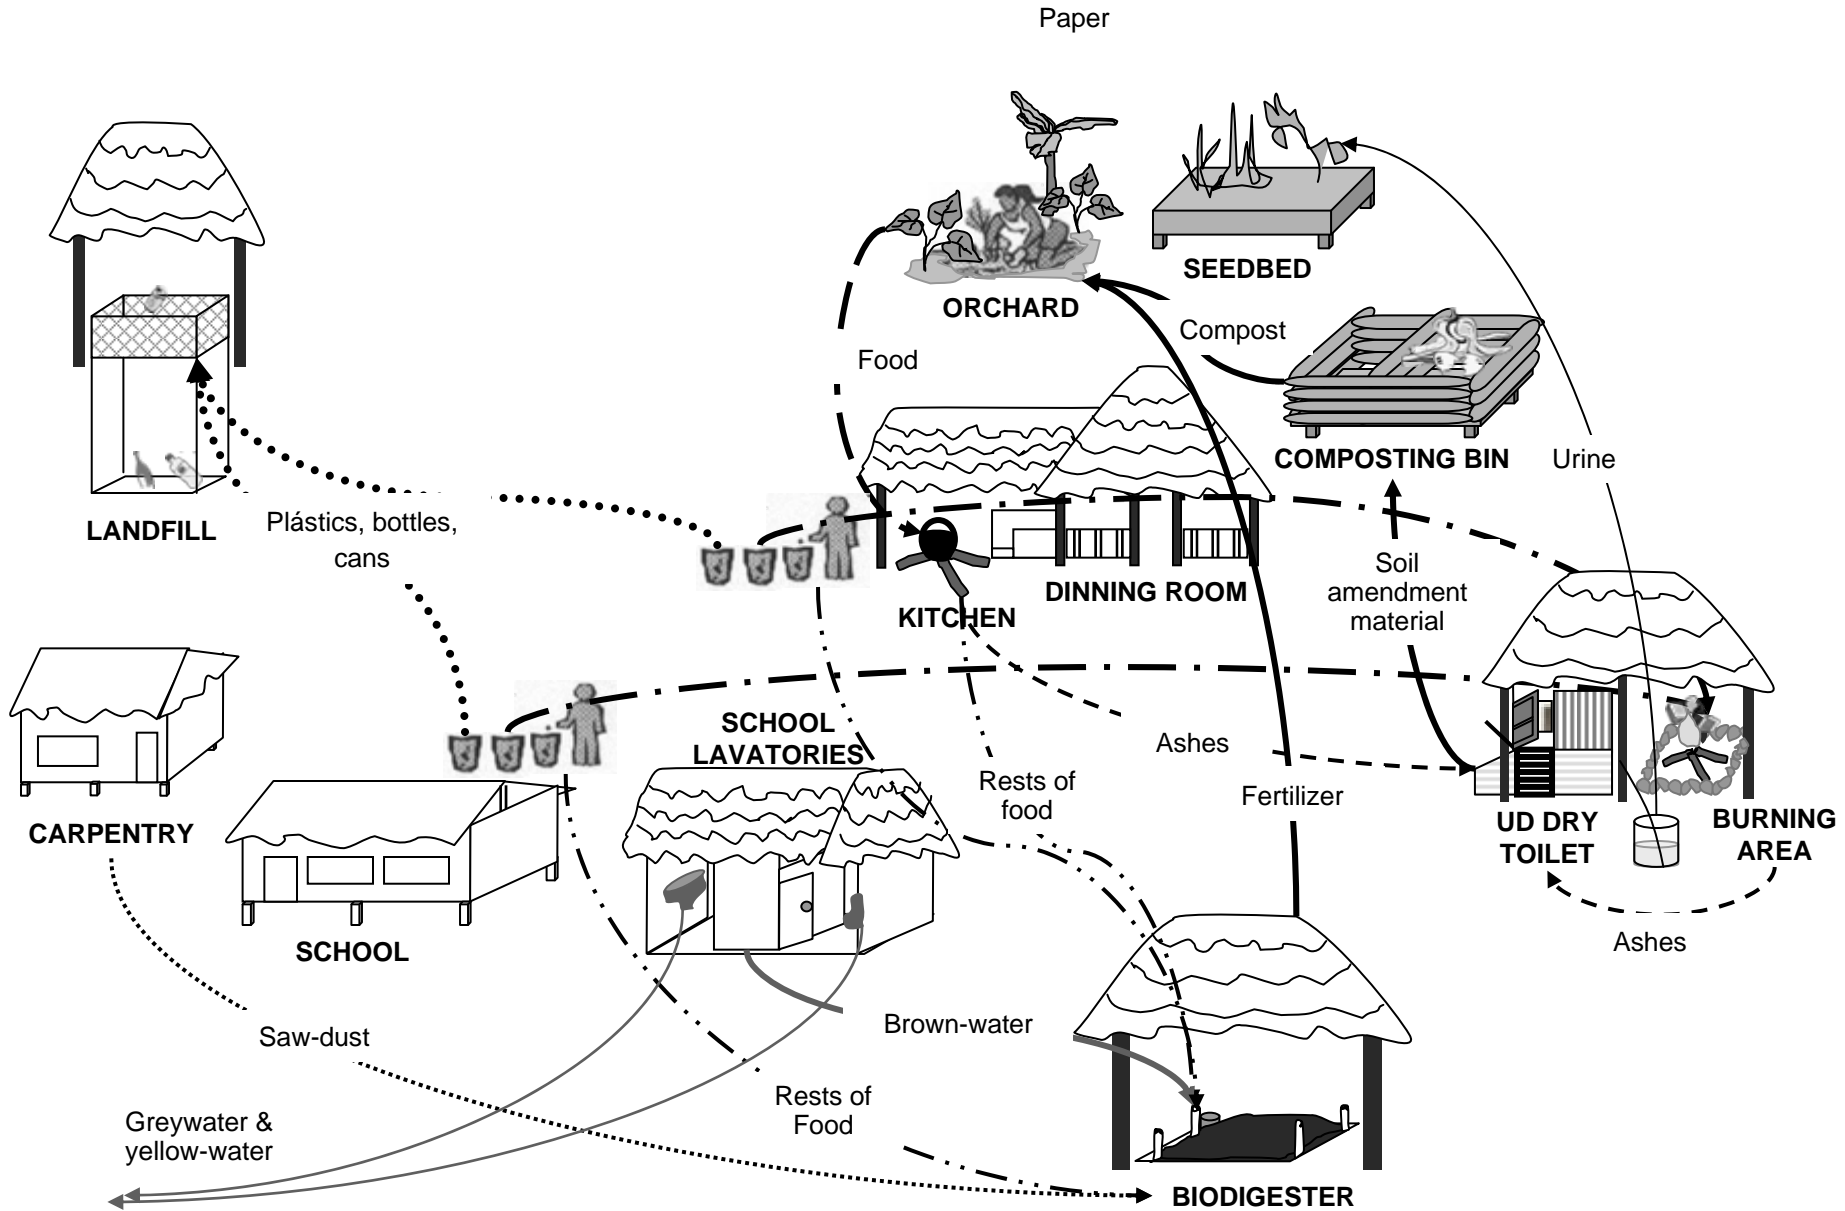 Paper
SEEDBED
ORCHARD
Compost
Food
COMPOSTING BIN
Urine
LANDFILL
Plástics, bottles,
cans
Soil
amendment
material
DINNING ROOM
KITCHEN
SCHOOL
LAVATORIES
Ashes
Rests of
food
Fertilizer
CARPENTRY
UD DRY
TOILET
BURNING
AREA
SCHOOL
Ashes
Saw-dust
Brown-water
Rests of
Food
Greywater &
yellow-water
BIODIGESTER